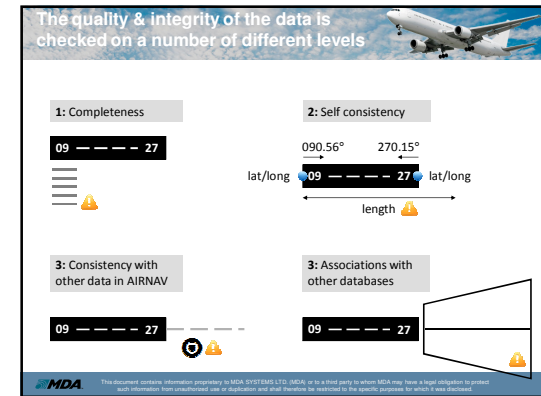 The quality & integrity of the data is
checked on a number of different levels
1: Completeness
09 27
2: Self consistency
090.56° 270.15°
lat/long 09 27 lat/long
length
3: Consistency with
other data in AIRNAV
09 27
3: Associations with
other databases
09 27
MDA
This document contains information proprietary to MDA SYSTEMS LTD. (MDA) or to a third party to whom MDA may have a legal obligation to protect
such information from unauthorized use or duplication and shall therefore be restricted to the specific purposes for which it was disclosed.